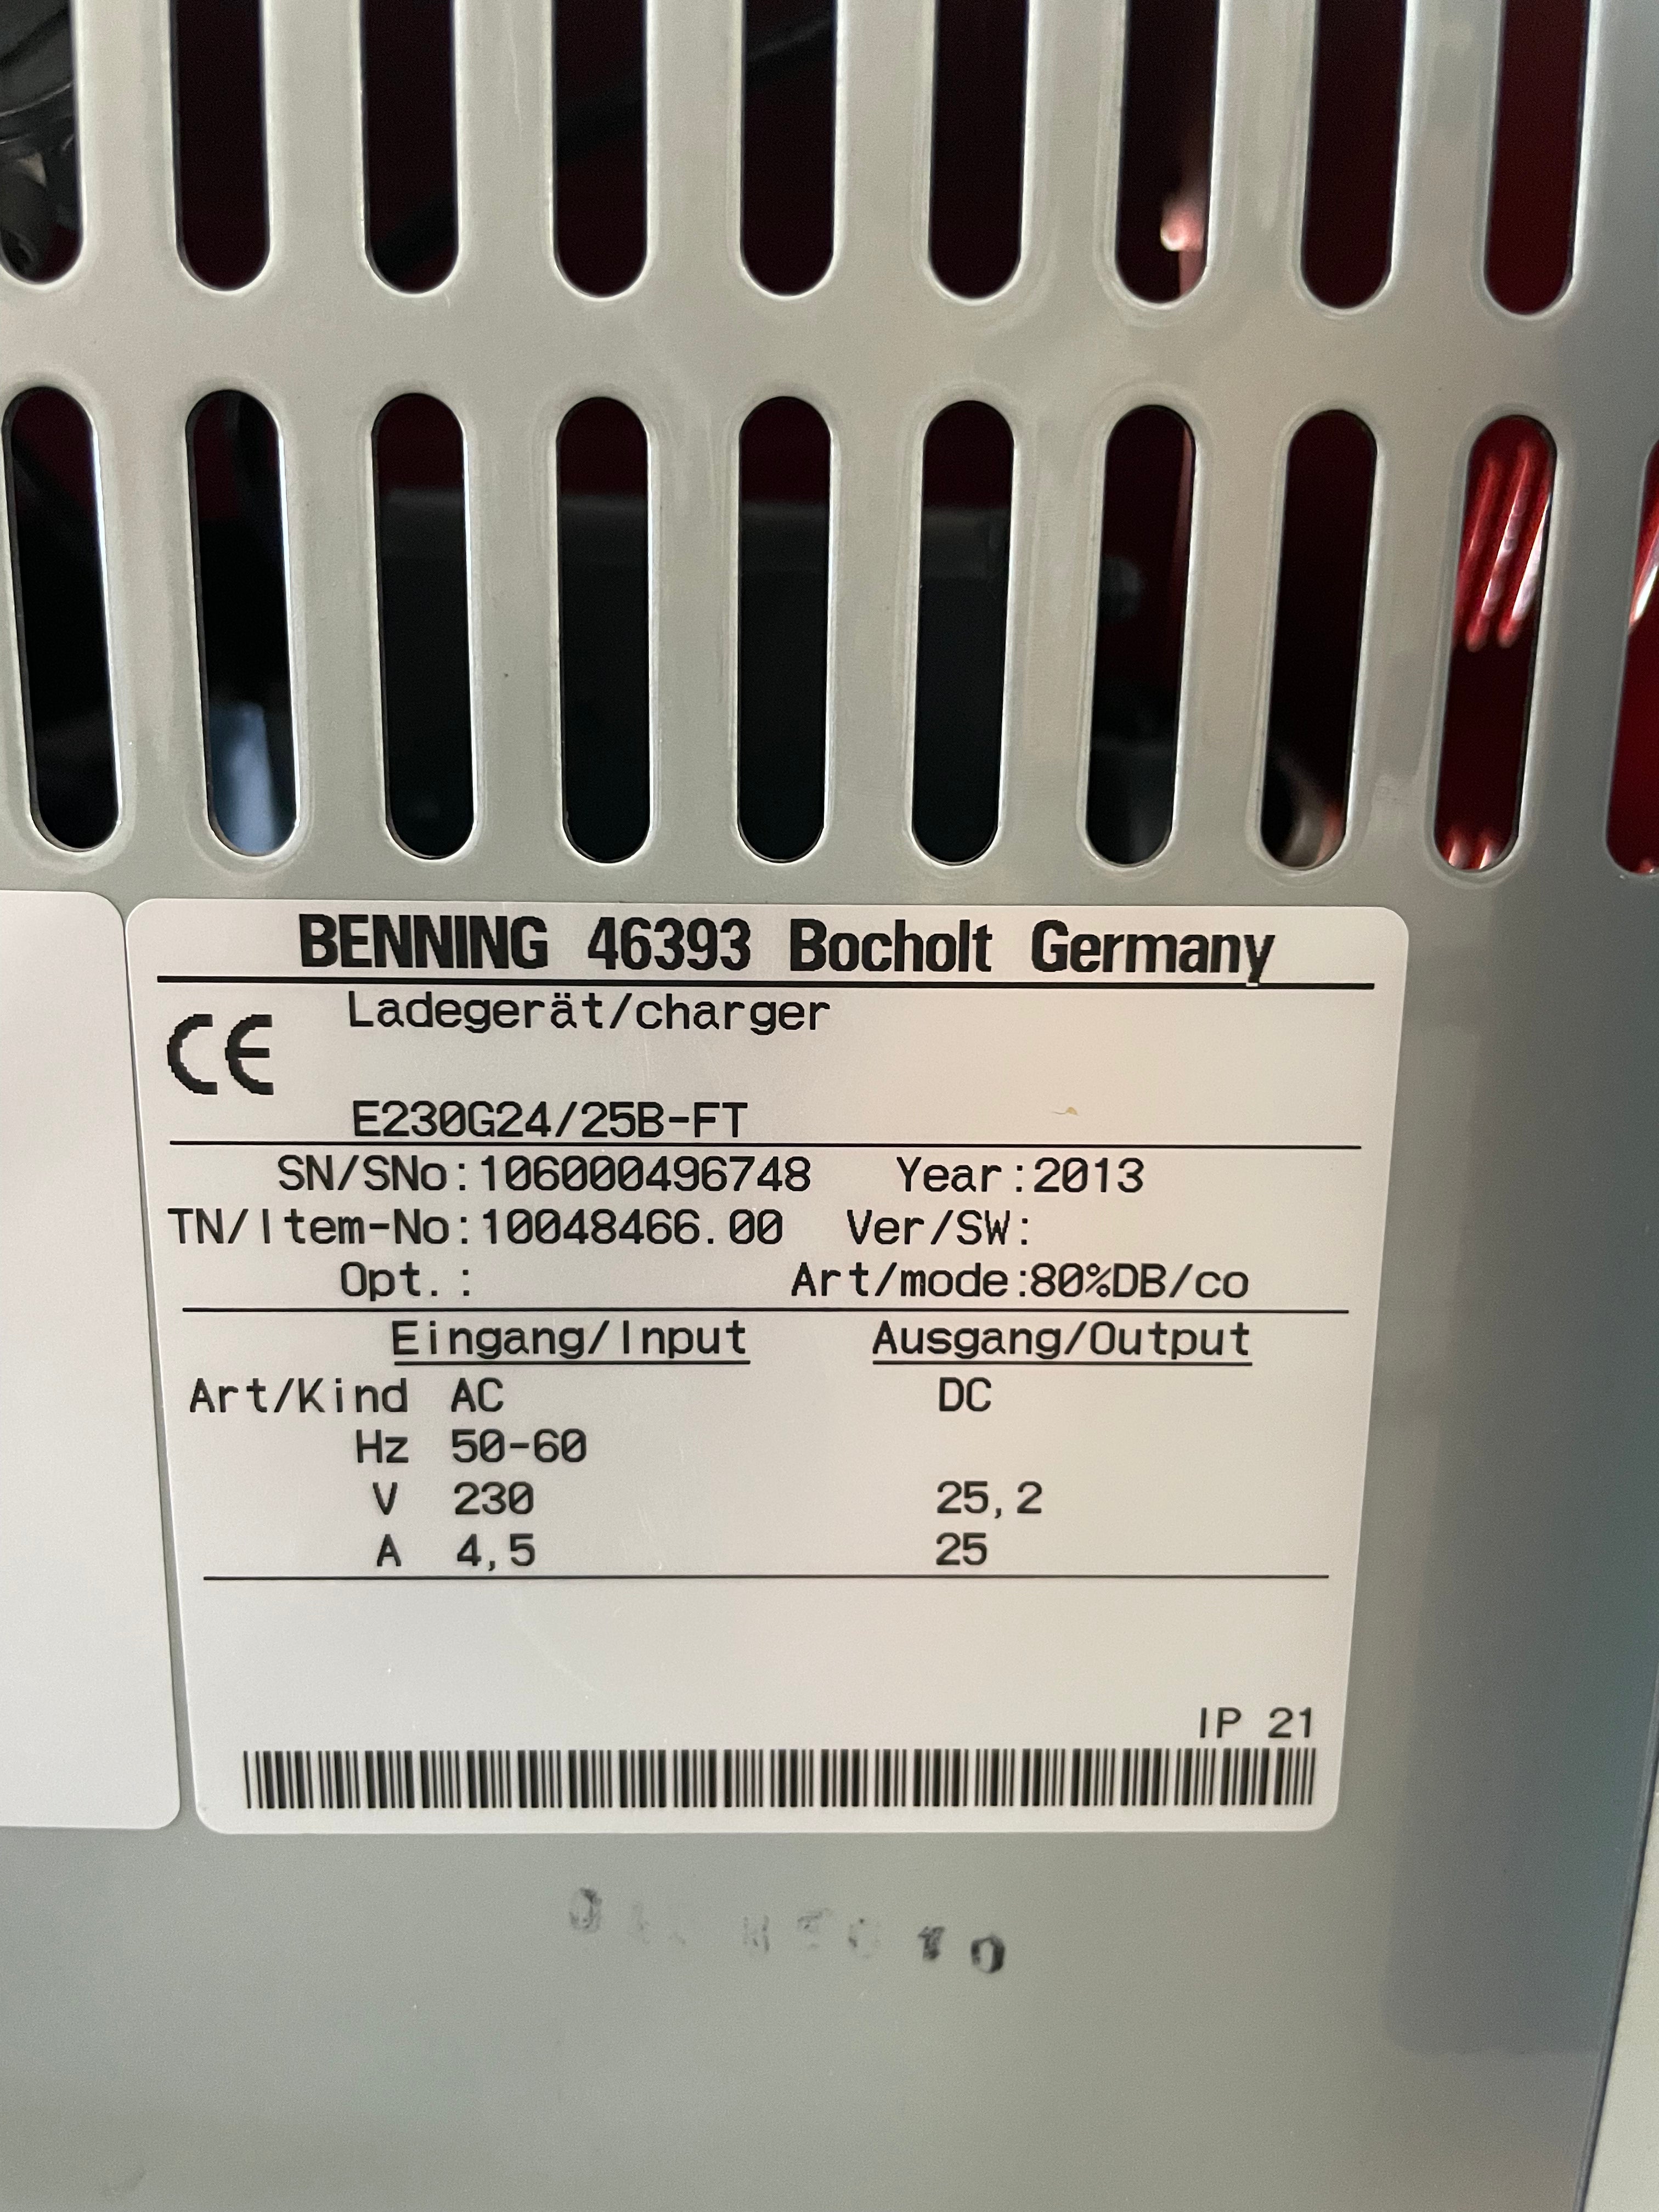 BENNING 46393 Bocholt Germany
CE
Ladegerät/charger
E230G24/25B-FT
SN/SNo:106000496748 Year:2013
TN/Item-No:10048466.00 Ver/SW:
Opt.: Art/mode:80%DB/co
Eingang/Input Ausgang/Output
Art/Kind AC DC
Hz 50-60
V 230 25,2
A 4,5 25
IP 21